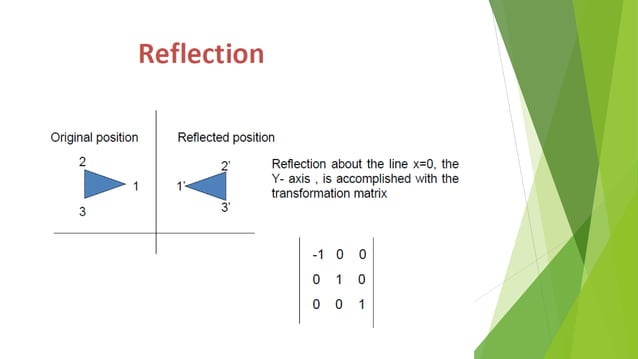 Reflection
Original position
Reflected position
2
1
3
2'
1'
3'
Reflection about the line x=0, the
Y- axis , is accomplished with the
transformation matrix
-1 0 0
0 1 0
0 0 1